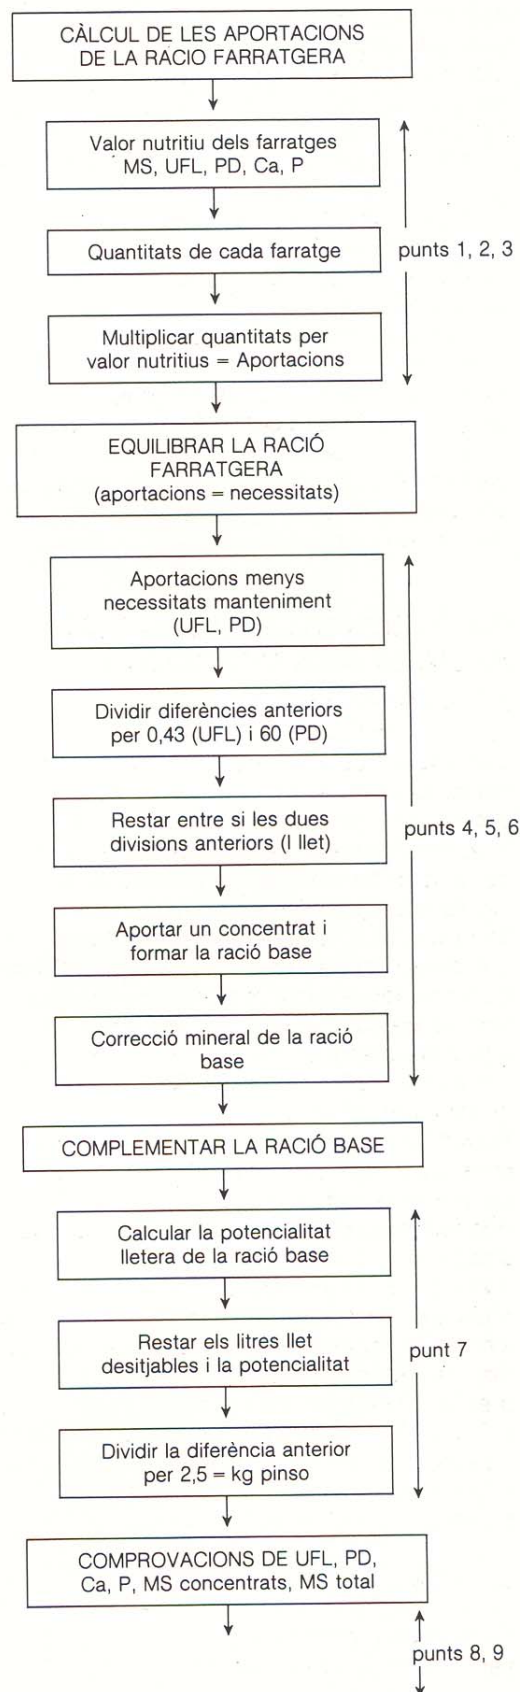 CÀLCUL DE LES APORTACIONS
DE LA RACIO FARRATGERA
Valor nutritiu dels farratges
MS, UFL, PD, Ca, P
Quantitats de cada farratge
punts 1, 2, 3
Multiplicar quantitats per
valor nutritius = Aportacions
EQUILIBRAR LA RACIÓ
FARRATGERA
(aportacions = necessitats)
Aportacions menys
necessitats manteniment
(UFL, PD)
Dividir diferències anteriors
per 0,43 (UFL) i 60 (PD)
Restar entre si les dues
divisions anteriors (l llet)
punts 4, 5, 6
Aportar un concentrat i
formar la ració base
Correcció mineral de la ració
base
COMPLEMENTAR LA RACIÓ BASE
Calcular la potencialitat
lletera de la ració base
Restar els litres llet
desitjables i la potencialitat
punt 7
Dividir la diferència anterior
per 2,5 = kg pinso
COMPROVACIONS DE UFL, PD,
Ca, P, MS concentrats, MS total
punts 8, 9